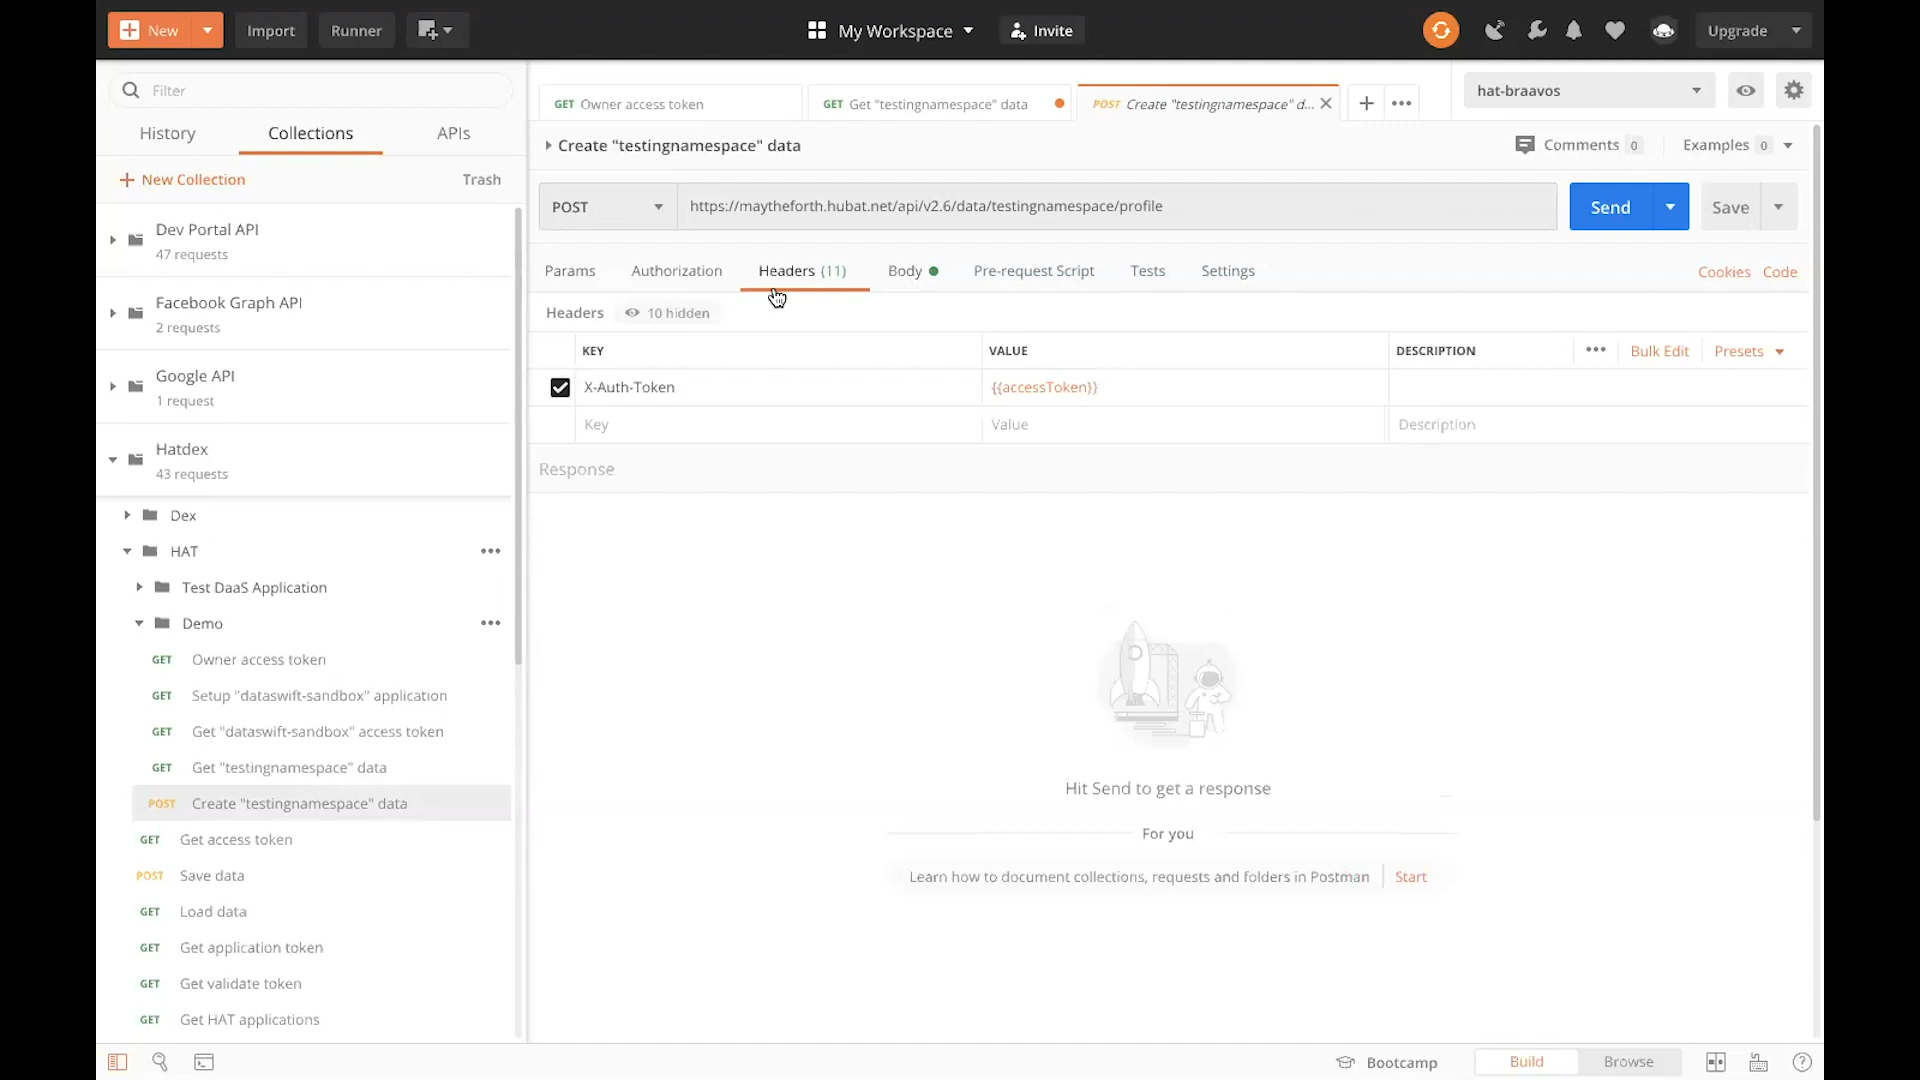 New
Import
Runner
My Workspace
Invite
Upgrade
Filter
History
Collections
APIs
New Collection
Trash
Dev Portal API
47 requests
Facebook Graph API
2 requests
Google API
1 request
Hatdex
43 requests
Dex
HAT
Test DaaS Application
Demo
GET Owner access token
GET Setup "dataswift-sandbox" application
GET Get "dataswift-sandbox" access token
GET Get "testingnamespace" data
POST Create "testingnamespace" data
GET Get access token
POST Save data
GET Load data
GET Get application token
GET Get validate token
GET Get HAT applications
GET Owner access token
GET Get "testingnamespace" data
POST Create "testingnamespace" d...
hat-braavos
Create "testingnamespace" data
Comments 0
Examples 0
POST
https://maytheforth.hubat.net/api/v2.6/data/testingnamespace/profile
Send
Save
Params
Authorization
Headers (11)
Body
Pre-request Script
Tests
Settings
Cookies
Code
Headers
10 hidden
KEY
VALUE
DESCRIPTION
Bulk Edit
Presets
X-Auth-Token
{{accessToken}}
Key
Value
Description
Response
Hit Send to get a response
For you
Learn how to document collections, requests and folders in Postman
Start
Bootcamp
Build
Browse